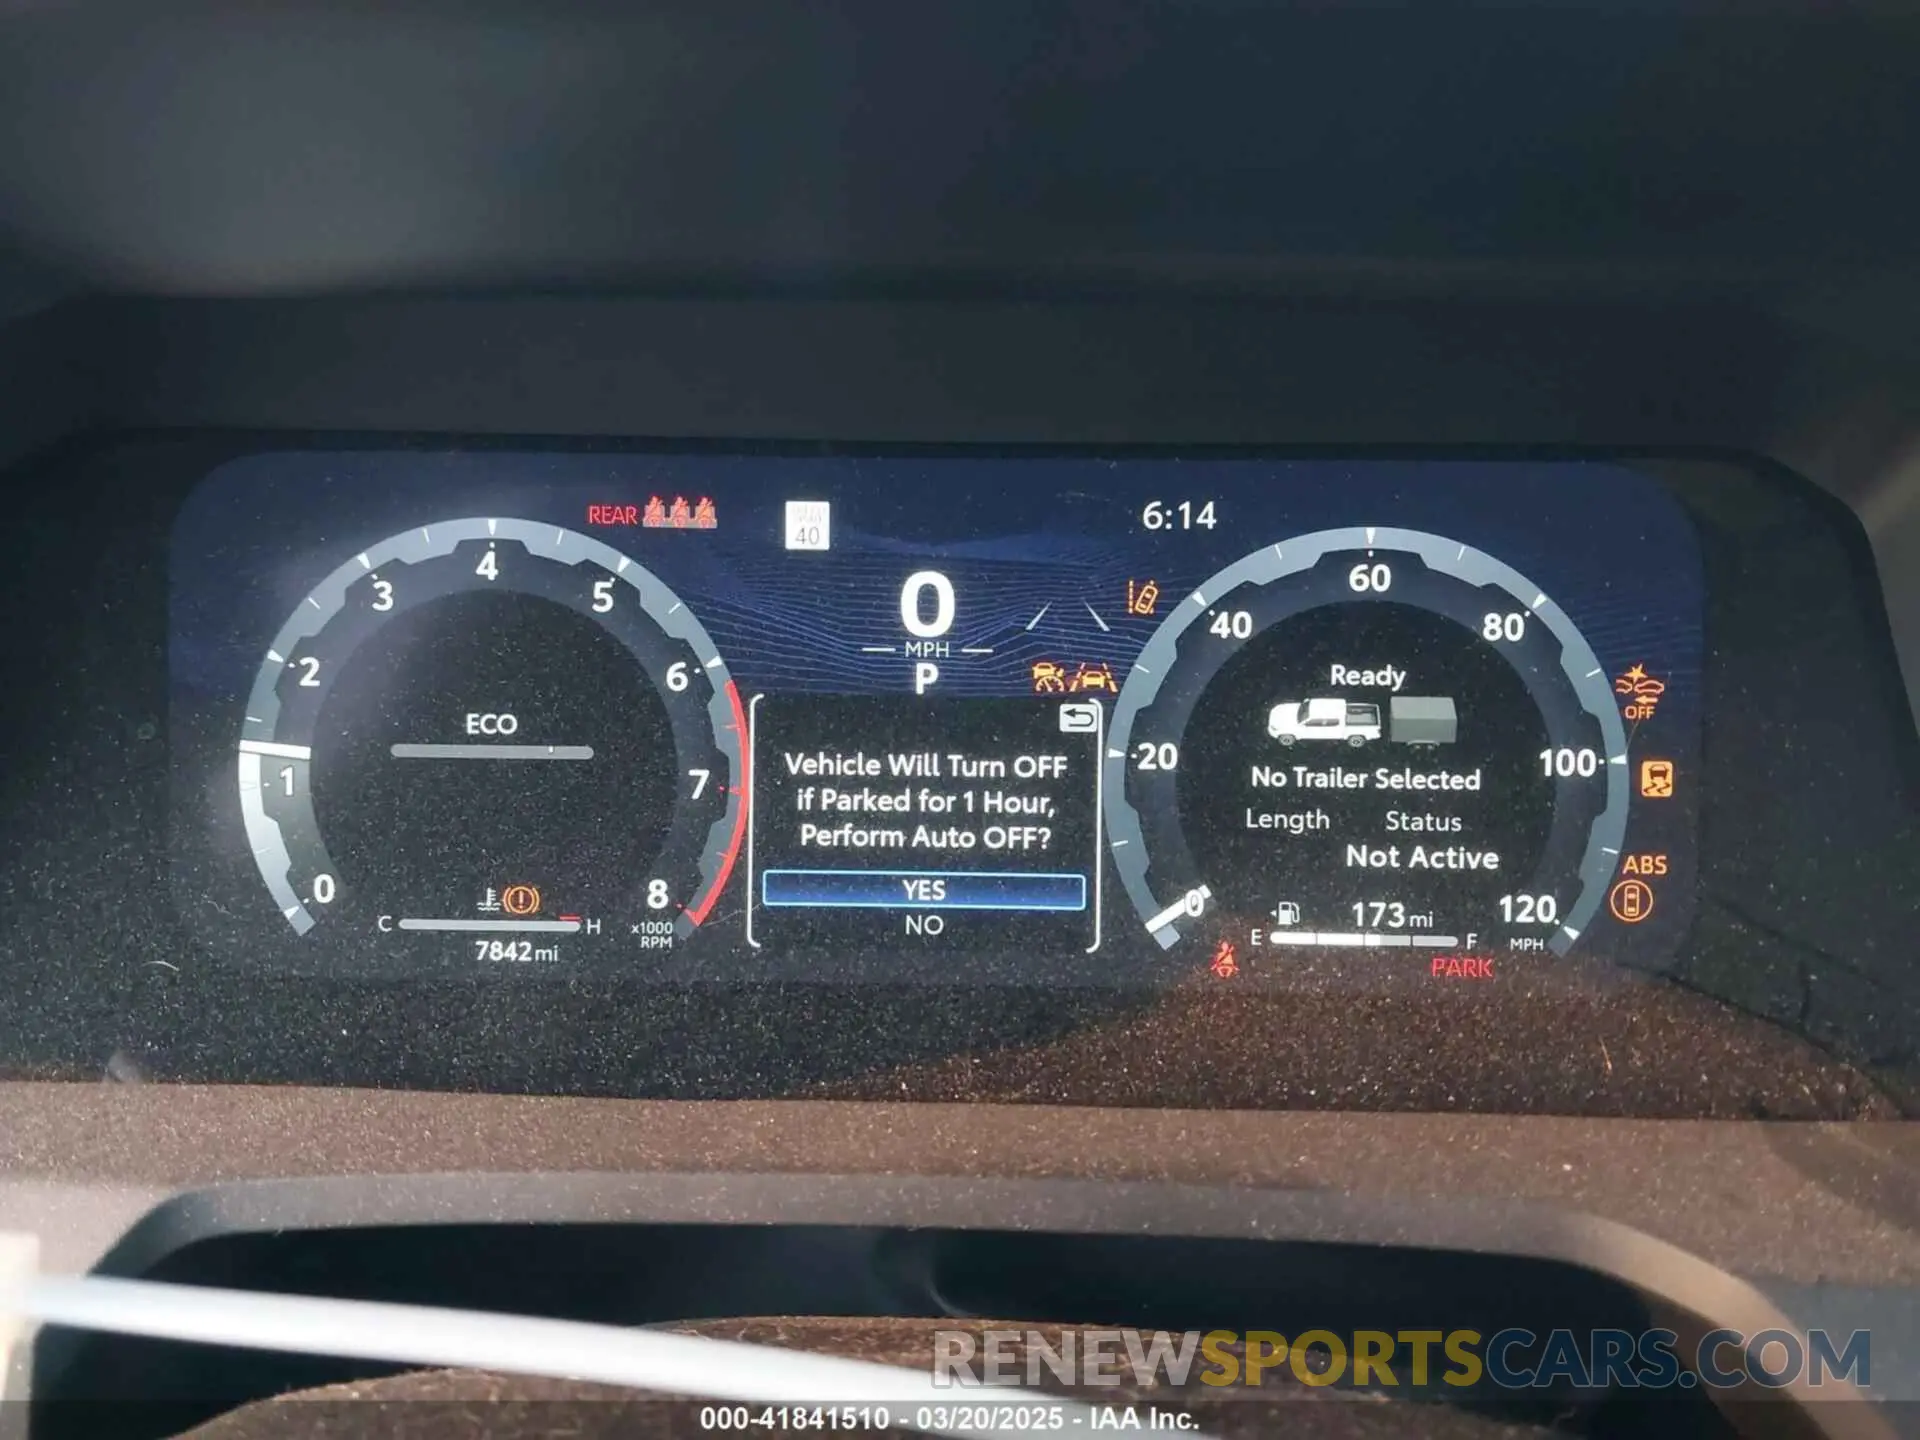 REAR
40
6:14
0
MPH
P
0
1
2
3
4
5
6
7
8
x1000
RPM
ECO
C
H
7842 mi
Vehicle Will Turn OFF
if Parked for 1 Hour,
Perform Auto OFF?
YES
NO
0
20
40
60
80
100
120
MPH
Ready
No Trailer Selected
Length Status
Not Active
173 mi
E
F
PARK
OFF
ABS
RENEWSPORTSCARS.COM
000-41841510 - 03/20/2025 - IAA Inc.